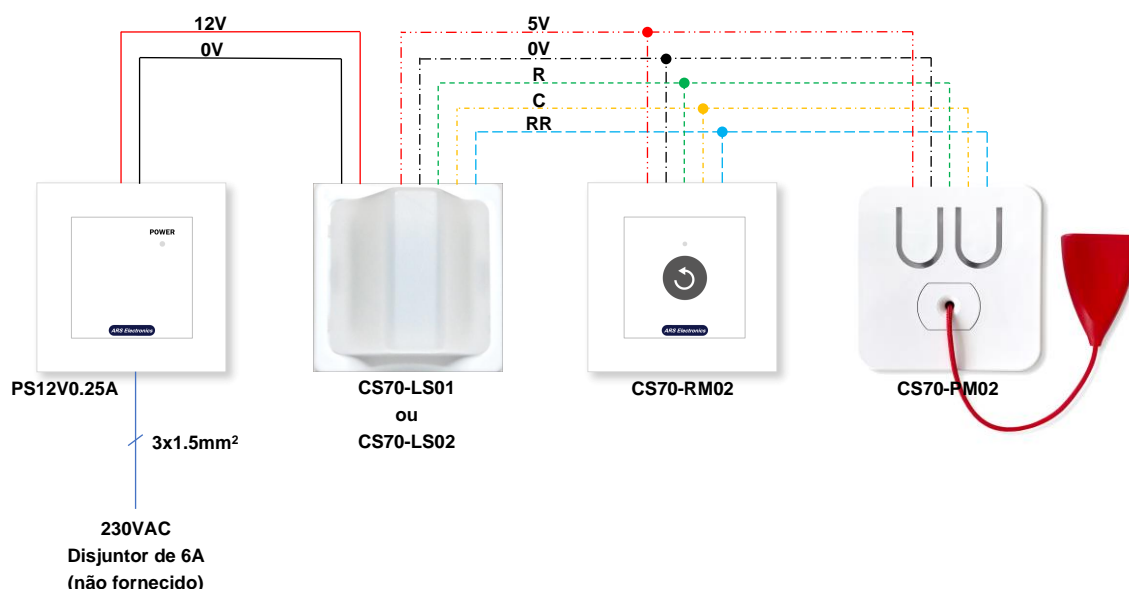 12V
0V
5V
0V
R
C
RR
POWER
ARS Electronics
ARS Electronics
PS12V0.25A
CS70-LS01
ou
CS70-LS02
CS70-RM02
CS70-PM02
3x1.5mm²
230VAC
Disjuntor de 6A
(não fornecido)